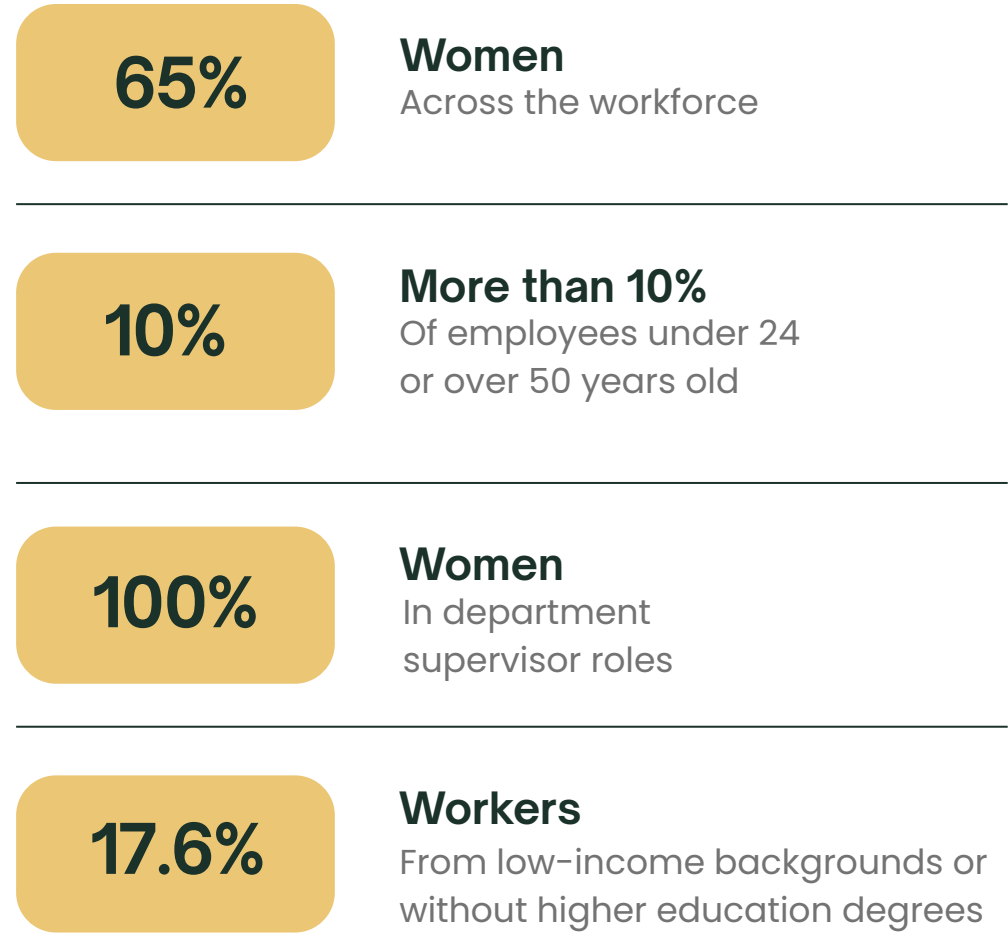 65%
Women
Across the workforce
10%
More than 10%
Of employees under 24
or over 50 years old
100%
Women
In department
supervisor roles
17.6%
Workers
From low-income backgrounds or
without higher education degrees